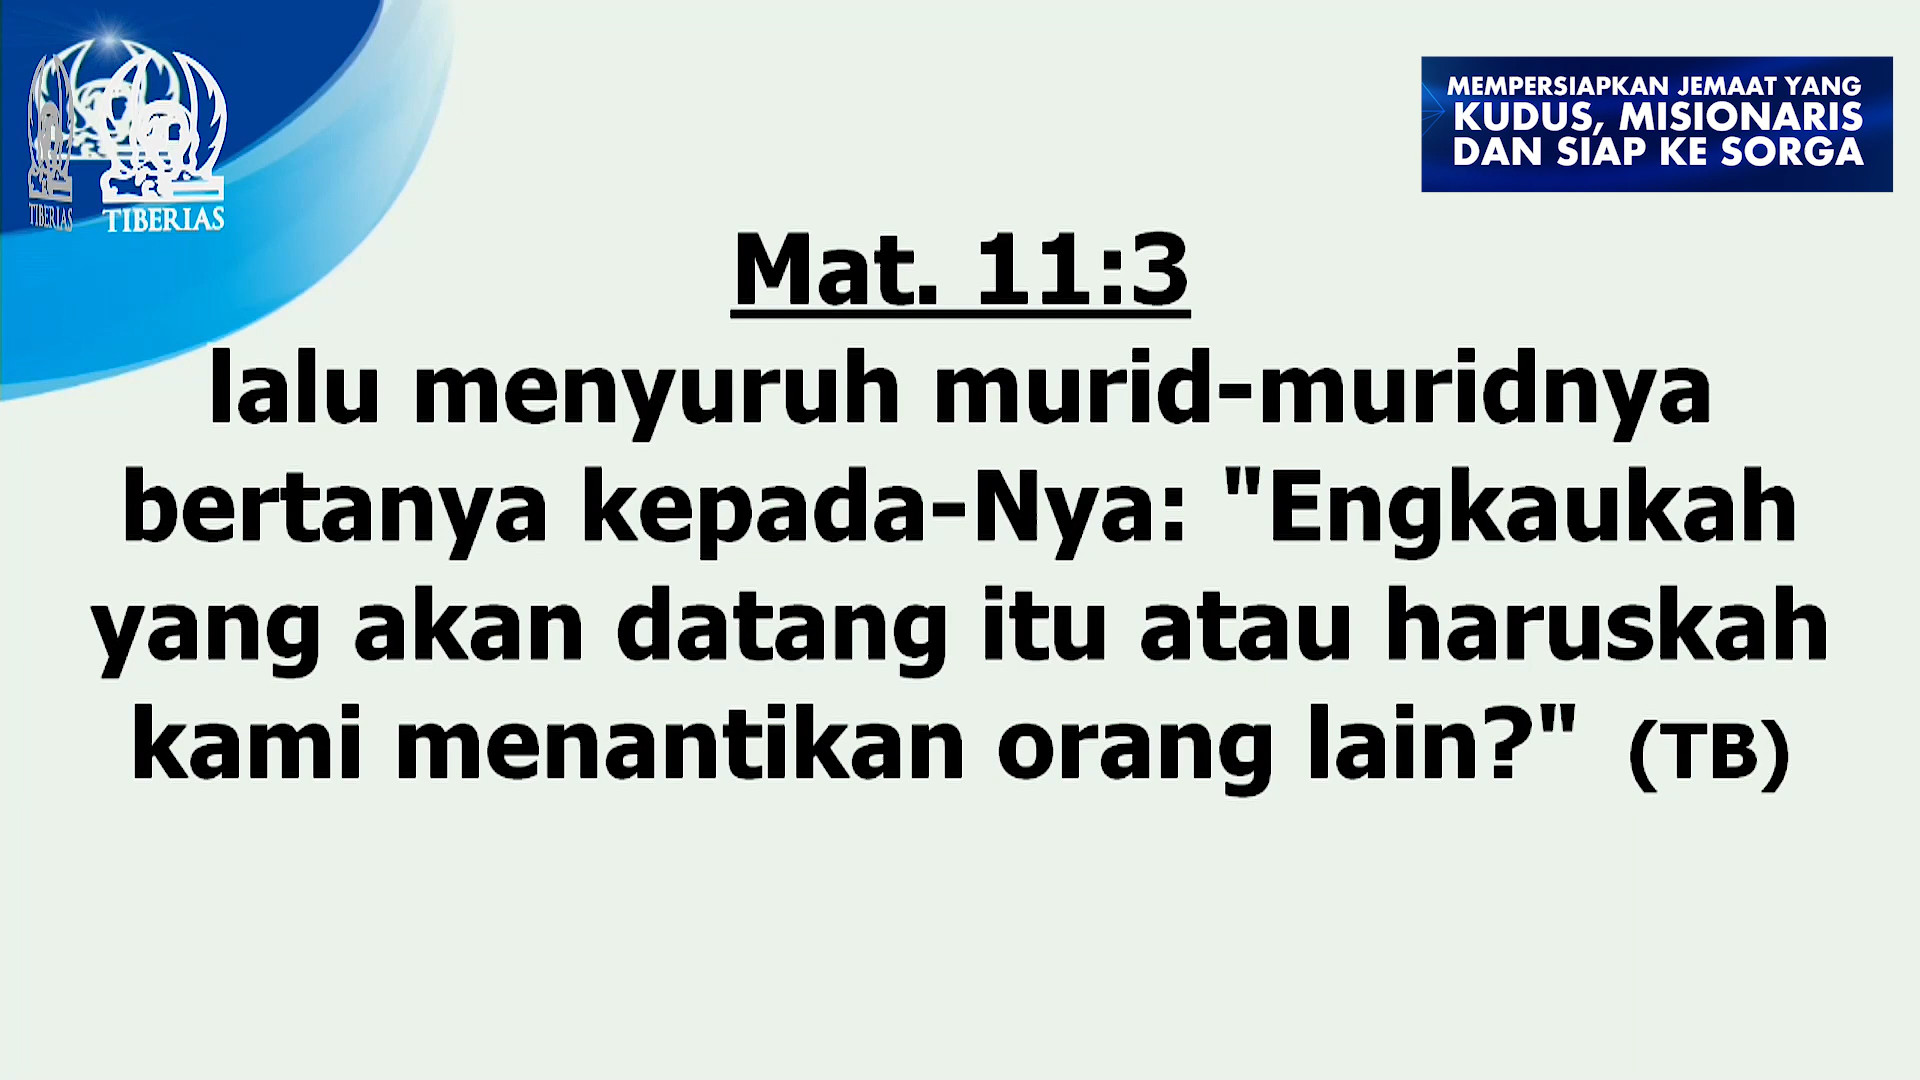 TIBERIAS
TIBERIAS
MEMPERSIAPKAN JEMAAT YANG
KUDUS, MISIONARIS
DAN SIAP KE SORGA
Mat. 11:3
lalu menyuruh murid-muridnya
bertanya kepada-Nya: "Engkaukah
yang akan datang itu atau haruskah
kami menantikan orang lain?" (TB)